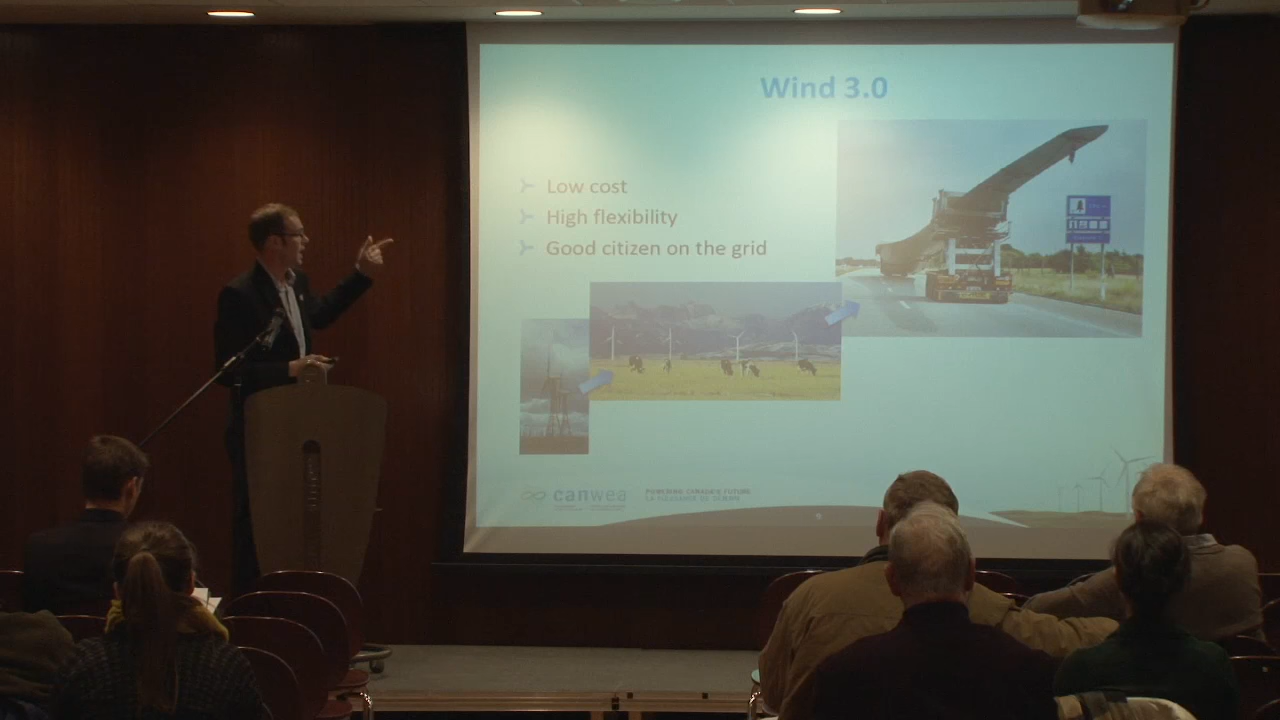 Wind 3.0
Low cost
High flexibility
Good citizen on the grid
canwea
POWERING CANADA'S FUTURE